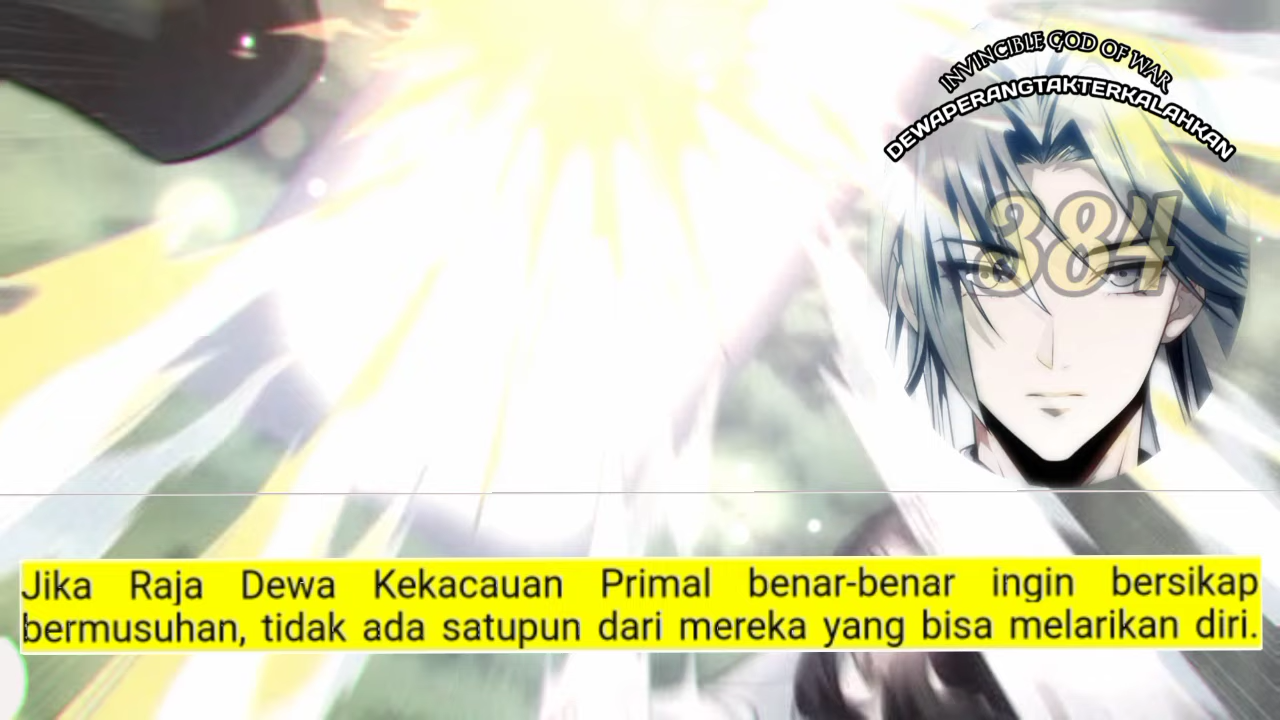 INVINCIBLE GOD OF WAR
DEWAPERANGTAKTERKALAHKAN
384
Jika Raja Dewa Kekacauan Primal benar-benar ingin bersikap
bermusuhan, tidak ada satupun dari mereka yang bisa melarikan diri.